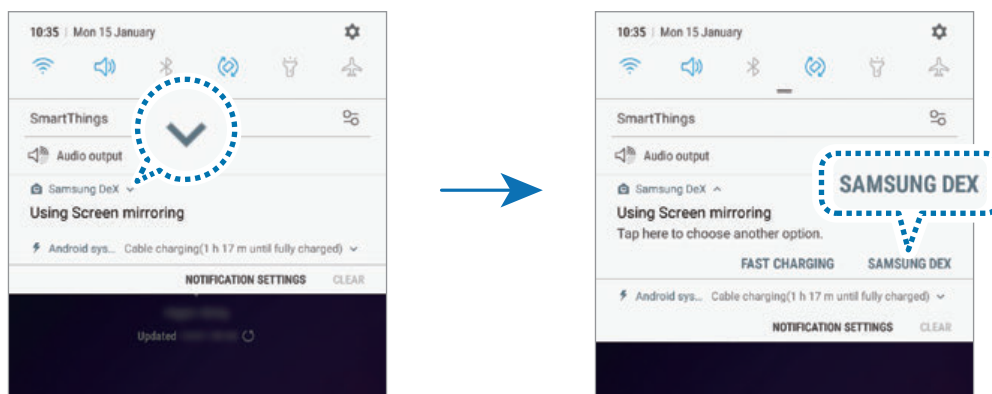 10:35 | Mon 15 January
SmartThings
Audio output
Samsung DeX
Using Screen mirroring
Android sys... Cable charging(1 h 17 m until fully charged)
NOTIFICATION SETTINGS CLEAR
Updated
10:35 | Mon 15 January
SmartThings
Audio output
SAMSUNG DEX
Samsung DeX
Using Screen mirroring
Tap here to choose another option.
FAST CHARGING SAMSUNG DEX
Android sys... Cable charging(1 h 17 m until fully charged)
NOTIFICATION SETTINGS CLEAR